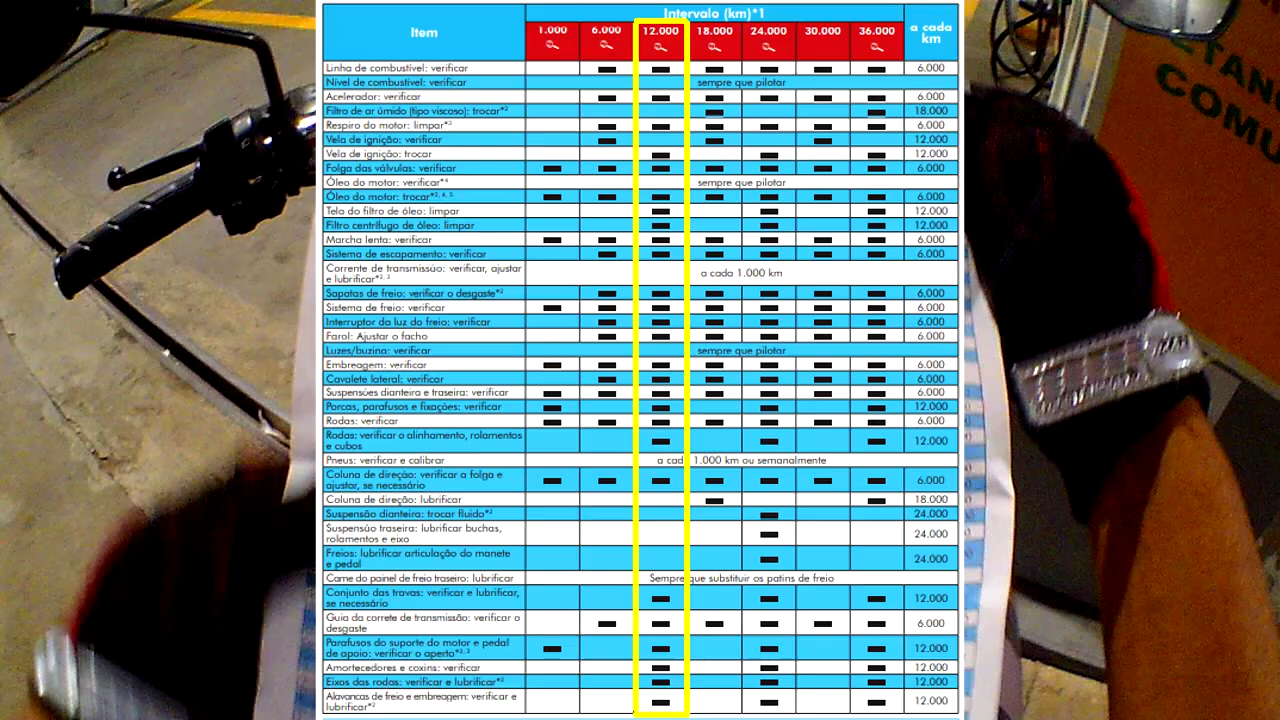 Item
Intervalo (km)*1
a cada
km
1.000
6.000
12.000
18.000
24.000
30.000
36.000
Linha de combustível: verificar
6.000
Nível de combustível: verificar
sempre que pilotar
Acelerador: verificar
6.000
Filtro de ar úmido (tipo viscoso): trocar*2
18.000
Respiro do motor: limpar*3
6.000
Vela de ignição: verificar
12.000
Vela de ignição: trocar
12.000
Folga das válvulas: verificar
6.000
Óleo do motor: verificar*4
sempre que pilotar
Óleo do motor: trocar*2, 4, 5
6.000
Tela do filtro de óleo: limpar
12.000
Filtro centrífugo de óleo: limpar
12.000
Marcha lenta: verificar
6.000
Sistema de escapamento: verificar
6.000
Corrente de transmissúo: verificar, ajustar
e lubrificar*2, 3
a cada 1.000 km
Sapatas de freio: verificar o desgaste*2
6.000
Sistema de freio: verificar
6.000
Interruptor da luz do freio: verificar
6.000
Farol: Ajustar o facho
6.000
Luzes/buzina: verificar
sempre que pilotar
Embreagem: verificar
6.000
Cavalete lateral: verificar
6.000
Suspensões dianteira e traseira: verificar
6.000
Porcas, parafusos e fixações: verificar
12.000
Rodas: verificar
6.000
Rodas: verificar o alinhamento, rolamentos
e cubos
12.000
Pneus: verificar e calibrar
a cada 1.000 km ou semanalmente
Coluna de direção: verificar a folga e
ajustar, se necessário
6.000
Coluna de direção: lubrificar
18.000
Suspensão dianteira: trocar fluido*2
24.000
Suspensúo traseira: lubrificar buchas,
rolamentos e eixo
24.000
Freios: lubrificar articulação do manete
e pedal
24.000
Came do painel de freio traseiro: lubrificar
Sempre que substituir os patins de freio
Conjunto das travas: verificar e lubrificar,
se necessário
12.000
Guia da correte de transmissão: verificar o
desgaste
6.000
Parafusos do suporte do motor e pedal
de apoio: verificar o aperto*2, 3
12.000
Amortecedores e coxins: verificar
12.000
Eixos das rodas: verificar e lubrificar*2
12.000
Alavancas de freio e embreagem: verificar e
lubrificar*2
12.000